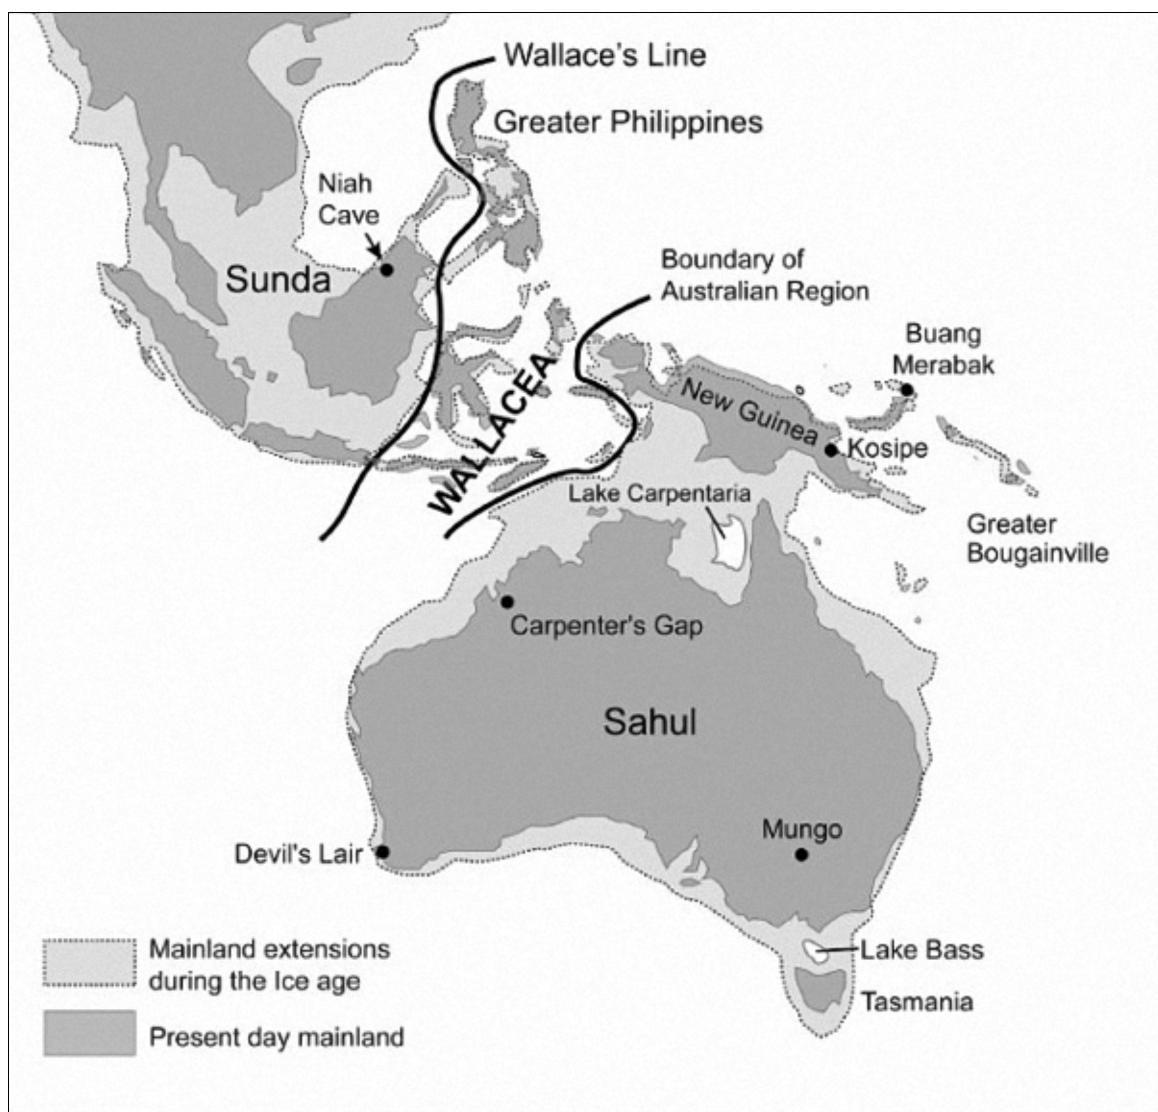 Wallace's Line
Greater Philippines
Niah
Cave
Sunda
Boundary of
Australian Region
Buang
Merabak
WALLACEA
New Guinea
Kosipe
Lake Carpentaria
Greater
Bougainville
Carpenter's Gap
Sahul
Mungo
Devil's Lair
Lake Bass
Tasmania
Mainland extensions
during the Ice age
Present day mainland